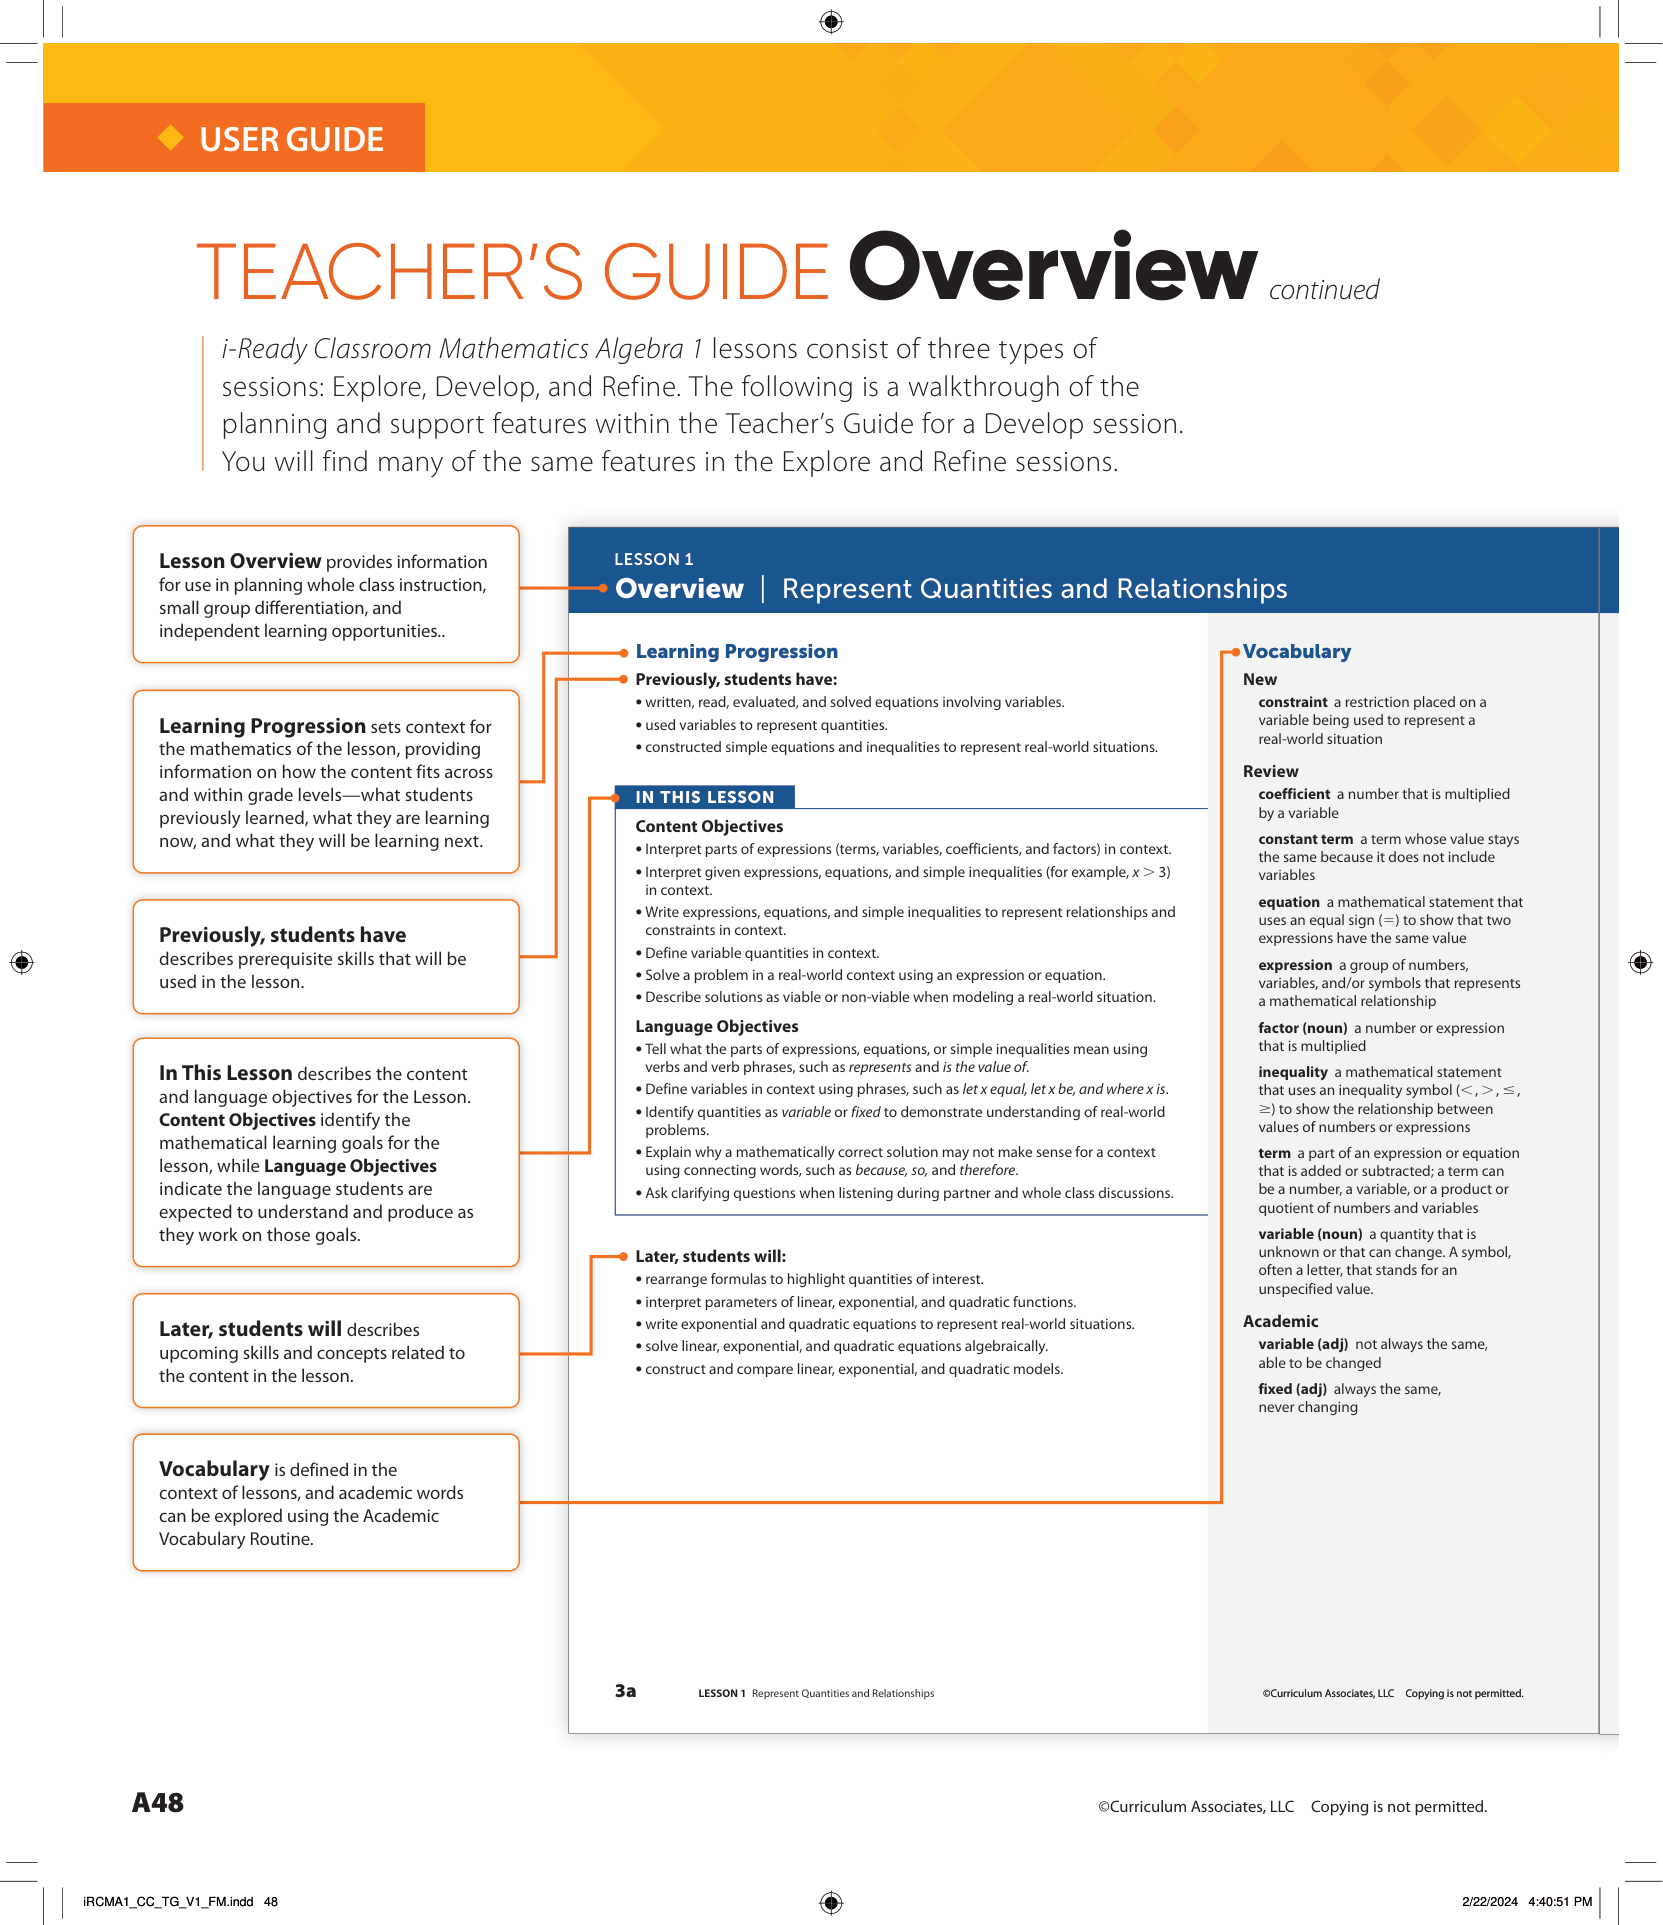 USER GUIDE
TEACHER’S GUIDE Overview continued
i-Ready Classroom Mathematics Algebra 1 lessons consist of three types of
sessions: Explore, Develop, and Refine. The following is a walkthrough of the
planning and support features within the Teacher’s Guide for a Develop session.
You will find many of the same features in the Explore and Refine sessions.
Lesson Overview provides information
for use in planning whole class instruction,
small group differentiation, and
independent learning opportunities..
Learning Progression sets context for
the mathematics of the lesson, providing
information on how the content fits across
and within grade levels—what students
previously learned, what they are learning
now, and what they will be learning next.
Previously, students have
describes prerequisite skills that will be
used in the lesson.
In This Lesson describes the content
and language objectives for the Lesson.
Content Objectives identify the
mathematical learning goals for the
lesson, while Language Objectives
indicate the language students are
expected to understand and produce as
they work on those goals.
Later, students will describes
upcoming skills and concepts related to
the content in the lesson.
Vocabulary is defined in the
context of lessons, and academic words
can be explored using the Academic
Vocabulary Routine.
LESSON 1
Overview | Represent Quantities and Relationships
Learning Progression
Previously, students have:
• written, read, evaluated, and solved equations involving variables.
• used variables to represent quantities.
• constructed simple equations and inequalities to represent real-world situations.
IN THIS LESSON
Content Objectives
• Interpret parts of expressions (terms, variables, coefficients, and factors) in context.
• Interpret given expressions, equations, and simple inequalities (for example, x > 3)
in context.
• Write expressions, equations, and simple inequalities to represent relationships and
constraints in context.
• Define variable quantities in context.
• Solve a problem in a real-world context using an expression or equation.
• Describe solutions as viable or non-viable when modeling a real-world situation.
Language Objectives
• Tell what the parts of expressions, equations, or simple inequalities mean using
verbs and verb phrases, such as represents and is the value of.
• Define variables in context using phrases, such as let x equal, let x be, and where x is.
• Identify quantities as variable or fixed to demonstrate understanding of real-world
problems.
• Explain why a mathematically correct solution may not make sense for a context
using connecting words, such as because, so, and therefore.
• Ask clarifying questions when listening during partner and whole class discussions.
Later, students will:
• rearrange formulas to highlight quantities of interest.
• interpret parameters of linear, exponential, and quadratic functions.
• write exponential and quadratic equations to represent real-world situations.
• solve linear, exponential, and quadratic equations algebraically.
• construct and compare linear, exponential, and quadratic models.
Vocabulary
New
constraint a restriction placed on a
variable being used to represent a
real-world situation
Review
coefficient a number that is multiplied
by a variable
constant term a term whose value stays
the same because it does not include
variables
equation a mathematical statement that
uses an equal sign (=) to show that two
expressions have the same value
expression a group of numbers,
variables, and/or symbols that represents
a mathematical relationship
factor (noun) a number or expression
that is multiplied
inequality a mathematical statement
that uses an inequality symbol (<, >, ≤,
≥) to show the relationship between
values of numbers or expressions
term a part of an expression or equation
that is added or subtracted; a term can
be a number, a variable, or a product or
quotient of numbers and variables
variable (noun) a quantity that is
unknown or that can change. A symbol,
often a letter, that stands for an
unspecified value.
Academic
variable (adj) not always the same,
able to be changed
fixed (adj) always the same,
never changing
3a LESSON 1 Represent Quantities and Relationships ©Curriculum Associates, LLC Copying is not permitted.
A48 ©Curriculum Associates, LLC Copying is not permitted.
iRCMA1_CC_TG_V1_FM.indd 48 2/22/2024 4:40:51 PM